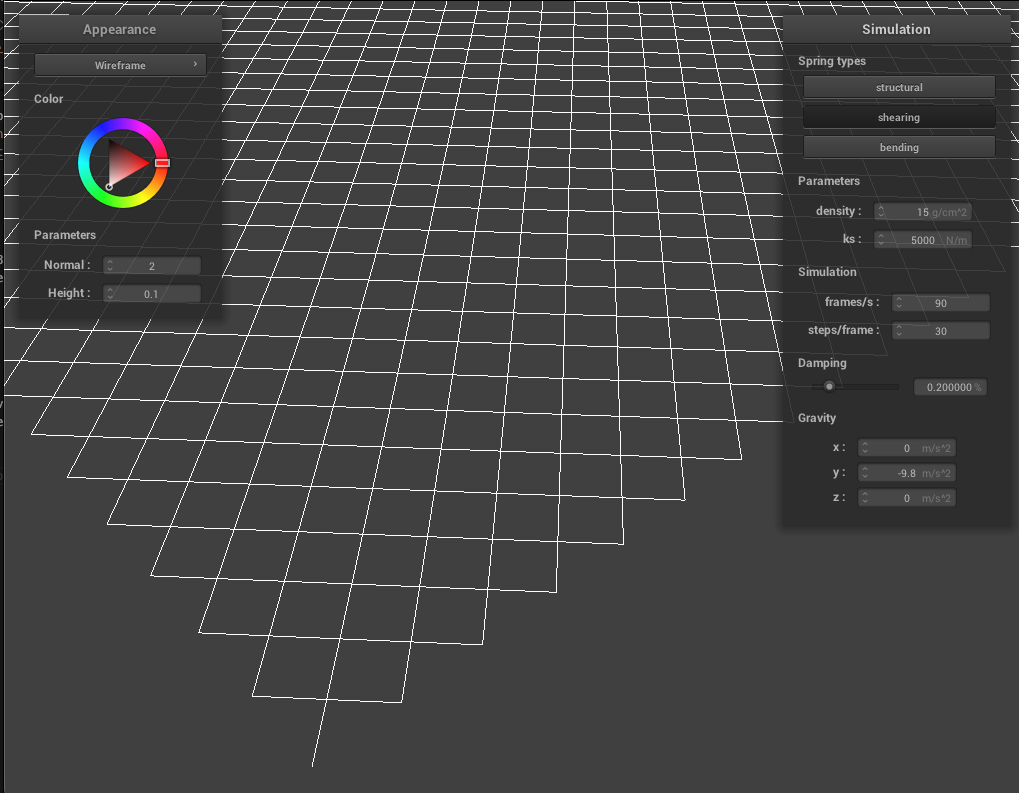 Appearance
Wireframe ›
Color
Parameters
Normal : 2
Height : 0.1
Simulation
Spring types
structural
shearing
bending
Parameters
density : 15 g/cm^2
ks : 5000 N/m
Simulation
frames/s : 90
steps/frame : 30
Damping
0.200000 %
Gravity
x : 0 m/s^2
y : -9.8 m/s^2
z : 0 m/s^2